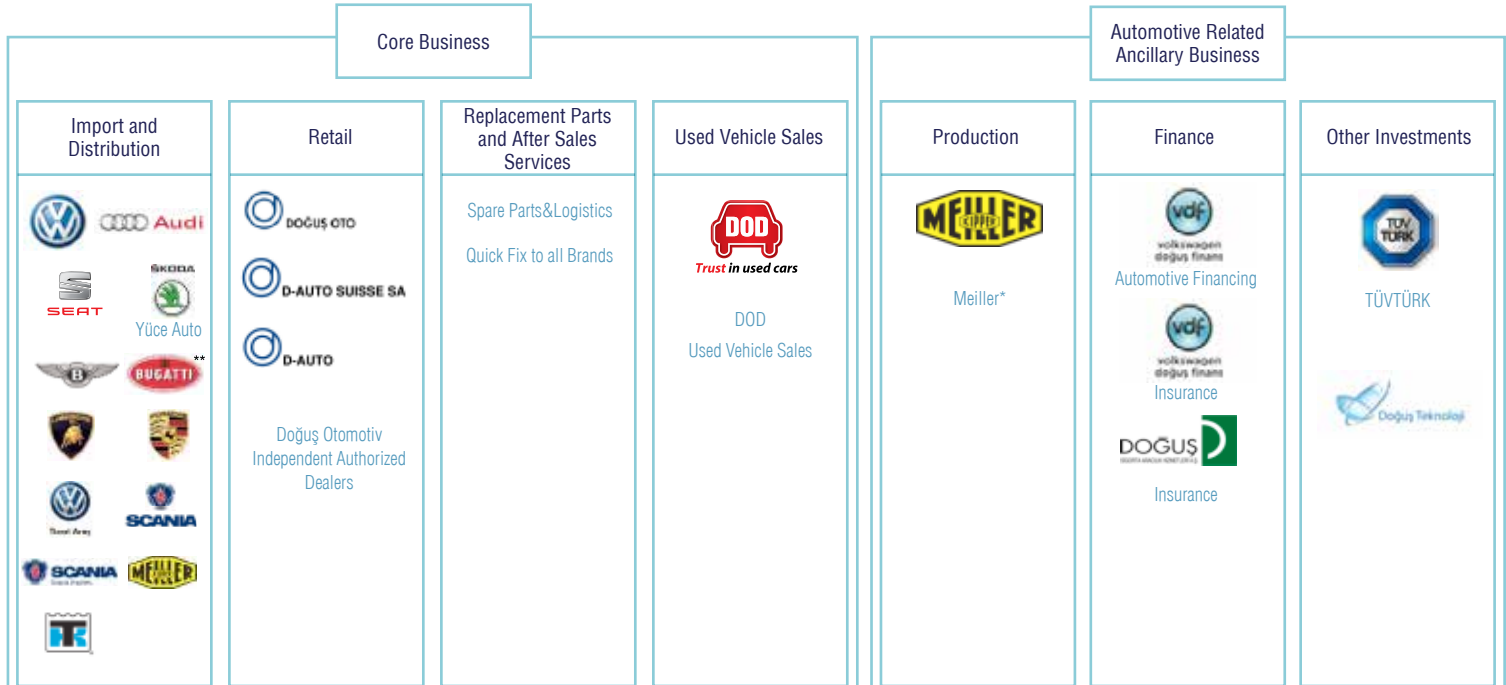 Core Business
Automotive Related
Ancillary Business
Import and
Distribution
Retail
Replacement Parts
and After Sales
Services
Used Vehicle Sales
Production
Finance
Other Investments
Audi
SEAT
ŠKODA
Yüce Auto
B
BUGATTI
**
SCANIA
SCANIA
MEILLER
DOĞUŞ OTO
D-AUTO SUISSE SA
D-AUTO
Doğuş Otomotiv
Independent Authorized
Dealers
Spare Parts&Logistics
Quick Fix to all Brands
DOD
Trust in used cars
DOD
Used Vehicle Sales
MEILLER
KIPPER
Meiller*
vdf
volkswagen
doğuş finans
Automotive Financing
vdf
volkswagen
doğuş finans
Insurance
DOĞUŞ
Insurance
TÜV
TURK
TÜVTÜRK
Doğuş Teknoloji